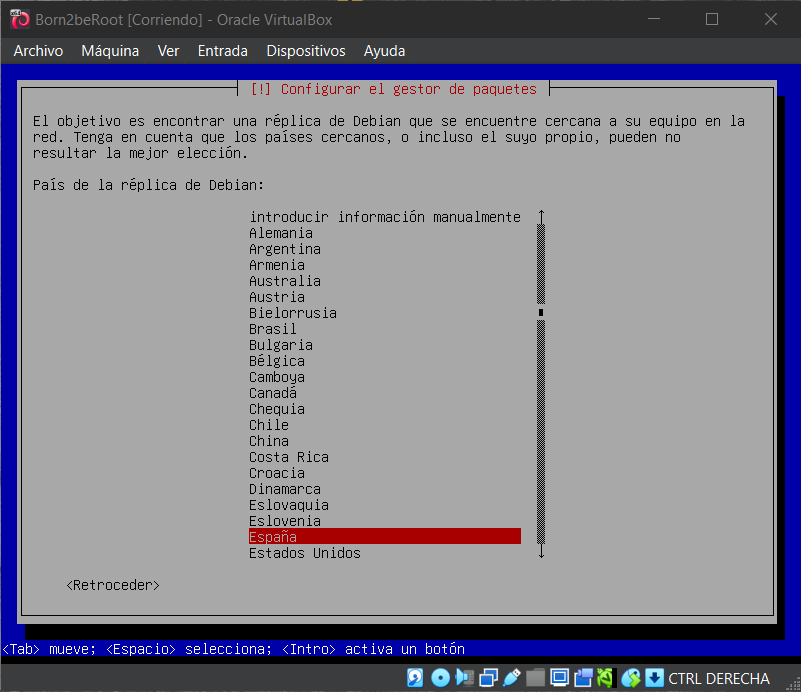 Born2beRoot [Corriendo] - Oracle VirtualBox
Archivo Máquina Ver Entrada Dispositivos Ayuda
[!] Configurar el gestor de paquetes
El objetivo es encontrar una réplica de Debian que se encuentre cercana a su equipo en la
red. Tenga en cuenta que los países cercanos, o incluso el suyo propio, pueden no
resultar la mejor elección.
País de la réplica de Debian:
introducir información manualmente
Alemania
Argentina
Armenia
Australia
Austria
Bielorrusia
Brasil
Bulgaria
Bélgica
Camboya
Canadá
Chequia
Chile
China
Costa Rica
Croacia
Dinamarca
Eslovaquia
Eslovenia
España
Estados Unidos
<Retroceder>
<Tab> mueve; <Espacio> selecciona; <Intro> activa un botón
CTRL DERECHA